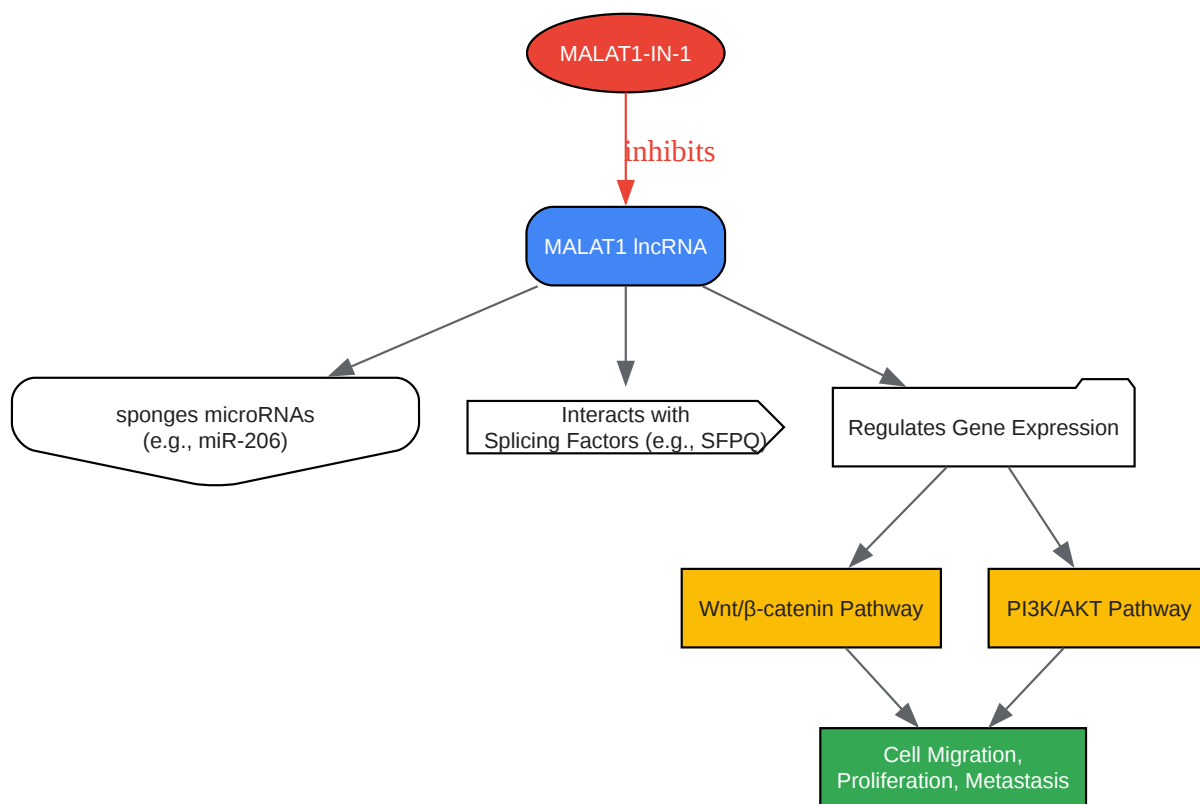 MALAT1-IN-1
inhibits
MALAT1 lncRNA
sponges microRNAs
(e.g., miR-206)
Interacts with
Splicing Factors (e.g., SFPQ)
Regulates Gene Expression
Wnt/β-catenin Pathway
PI3K/AKT Pathway
Cell Migration,
Proliferation, Metastasis